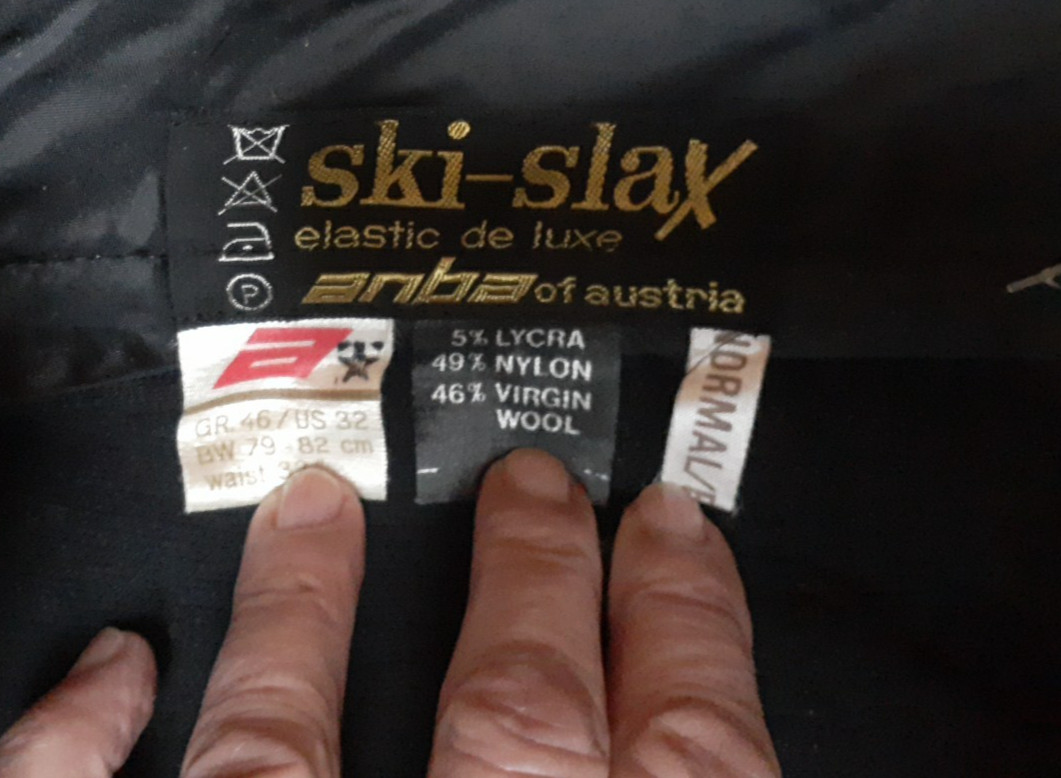 ski-slax
elastic de luxe
anba of austria
P
a
GR. 46/US 32
BW 79-82 cm
waist
5% LYCRA
49% NYLON
46% VIRGIN
WOOL
NORMAL/